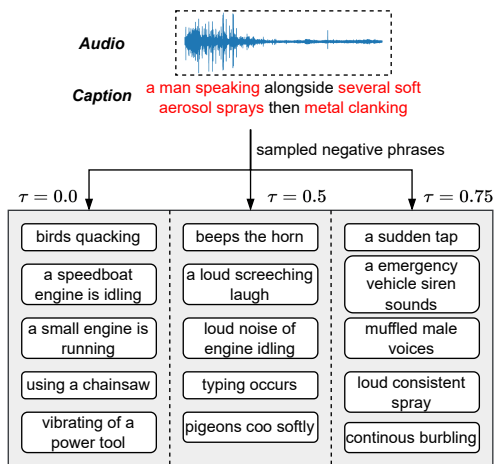 Audio
Caption
a man speaking alongside several soft
aerosol sprays then metal clanking
sampled negative phrases
τ = 0.0
τ = 0.5
τ = 0.75
birds quacking
a speedboat
engine is idling
a small engine is
running
using a chainsaw
vibrating of a
power tool
beeps the horn
a loud screeching
laugh
loud noise of
engine idling
typing occurs
pigeons coo softly
a sudden tap
a emergency
vehicle siren
sounds
muffled male
voices
loud consistent
spray
continous burbling